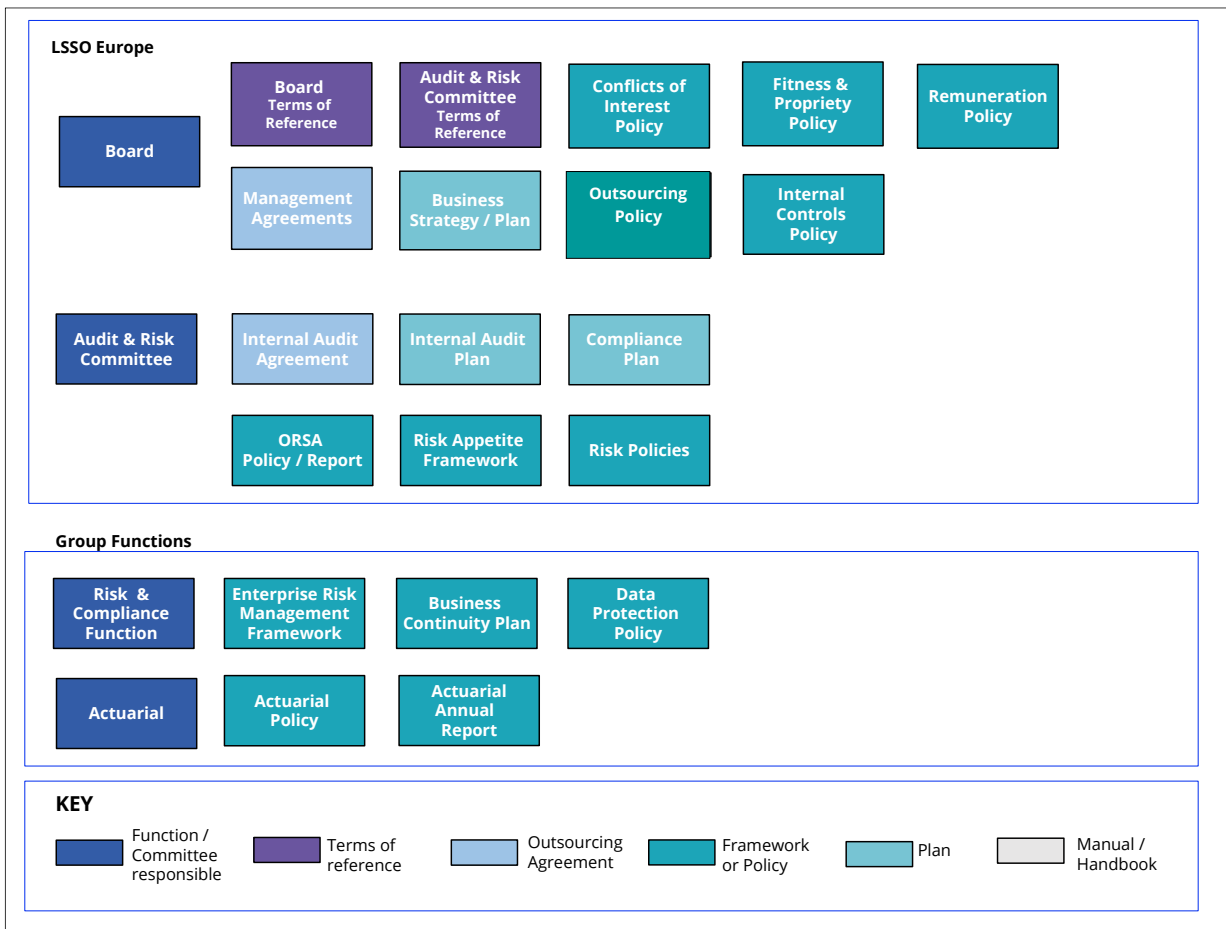 LSSO Europe
Board
Board
Terms of
Reference
Audit & Risk
Committee
Terms of
Reference
Conflicts of
Interest
Policy
Fitness &
Propriety
Policy
Remuneration
Policy
Management
Agreements
Business
Strategy / Plan
Outsourcing
Policy
Internal
Controls
Policy
Audit & Risk
Committee
Internal Audit
Agreement
Internal Audit
Plan
Compliance
Plan
ORSA
Policy / Report
Risk Appetite
Framework
Risk Policies
Group Functions
Risk &
Compliance
Function
Enterprise Risk
Management
Framework
Business
Continuity Plan
Data
Protection
Policy
Actuarial
Actuarial
Policy
Actuarial
Annual
Report
KEY
Function /
Committee
responsible
Terms of
reference
Outsourcing
Agreement
Framework
or Policy
Plan
Manual /
Handbook